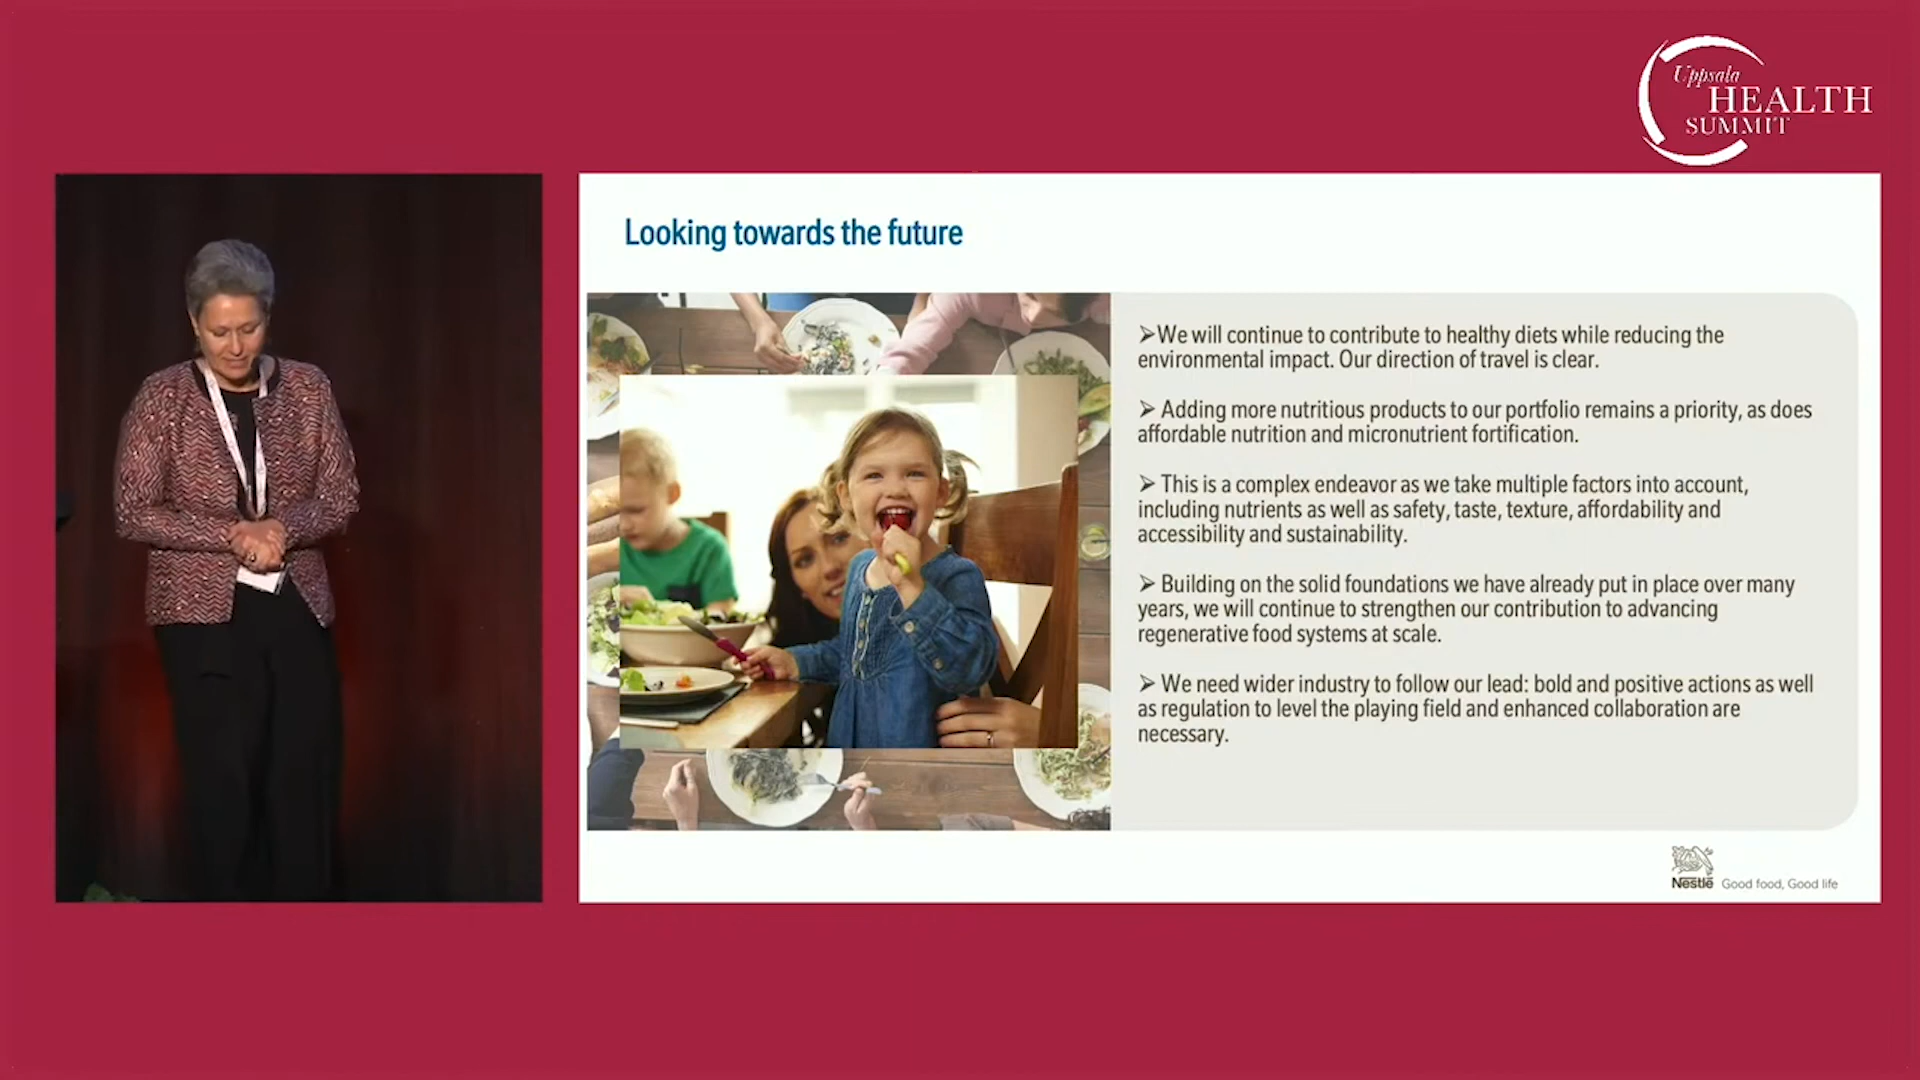 Uppsala
HEALTH
SUMMIT
Looking towards the future
➢We will continue to contribute to healthy diets while reducing the
environmental impact. Our direction of travel is clear.
➢ Adding more nutritious products to our portfolio remains a priority, as does
affordable nutrition and micronutrient fortification.
➢ This is a complex endeavor as we take multiple factors into account,
including nutrients as well as safety, taste, texture, affordability and
accessibility and sustainability.
➢ Building on the solid foundations we have already put in place over many
years, we will continue to strengthen our contribution to advancing
regenerative food systems at scale.
➢ We need wider industry to follow our lead: bold and positive actions as well
as regulation to level the playing field and enhanced collaboration are
necessary.
Nestlé Good food, Good life